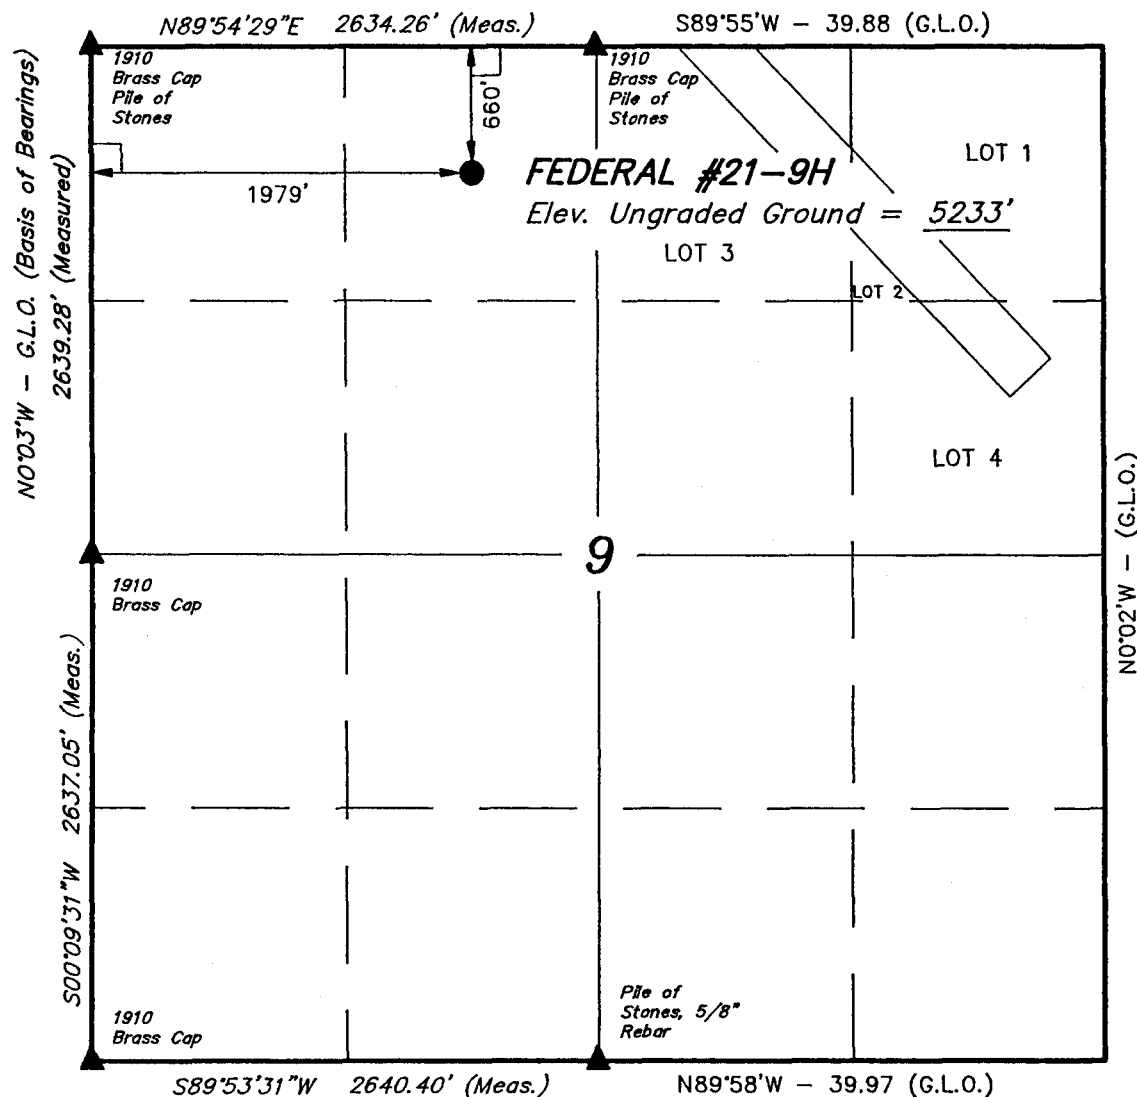 N89°54'29"E 2634.26' (Meas.)
S89°55'W – 39.88 (G.L.O.)
N0°03'W – G.L.O. (Basis of Bearings)
2639.28' (Measured)
1910
Brass Cap
Pile of
Stones
660'
1910
Brass Cap
Pile of
Stones
LOT 1
1979'
FEDERAL #21–9H
Elev. Ungraded Ground = 5233'
LOT 3
LOT 2
LOT 4
N0°02'W – (G.L.O.)
9
1910
Brass Cap
S00°09'31"W 2637.05' (Meas.)
1910
Brass Cap
Pile of
Stones, 5/8"
Rebar
S89°53'31"W 2640.40' (Meas.)
N89°58'W – 39.97 (G.L.O.)